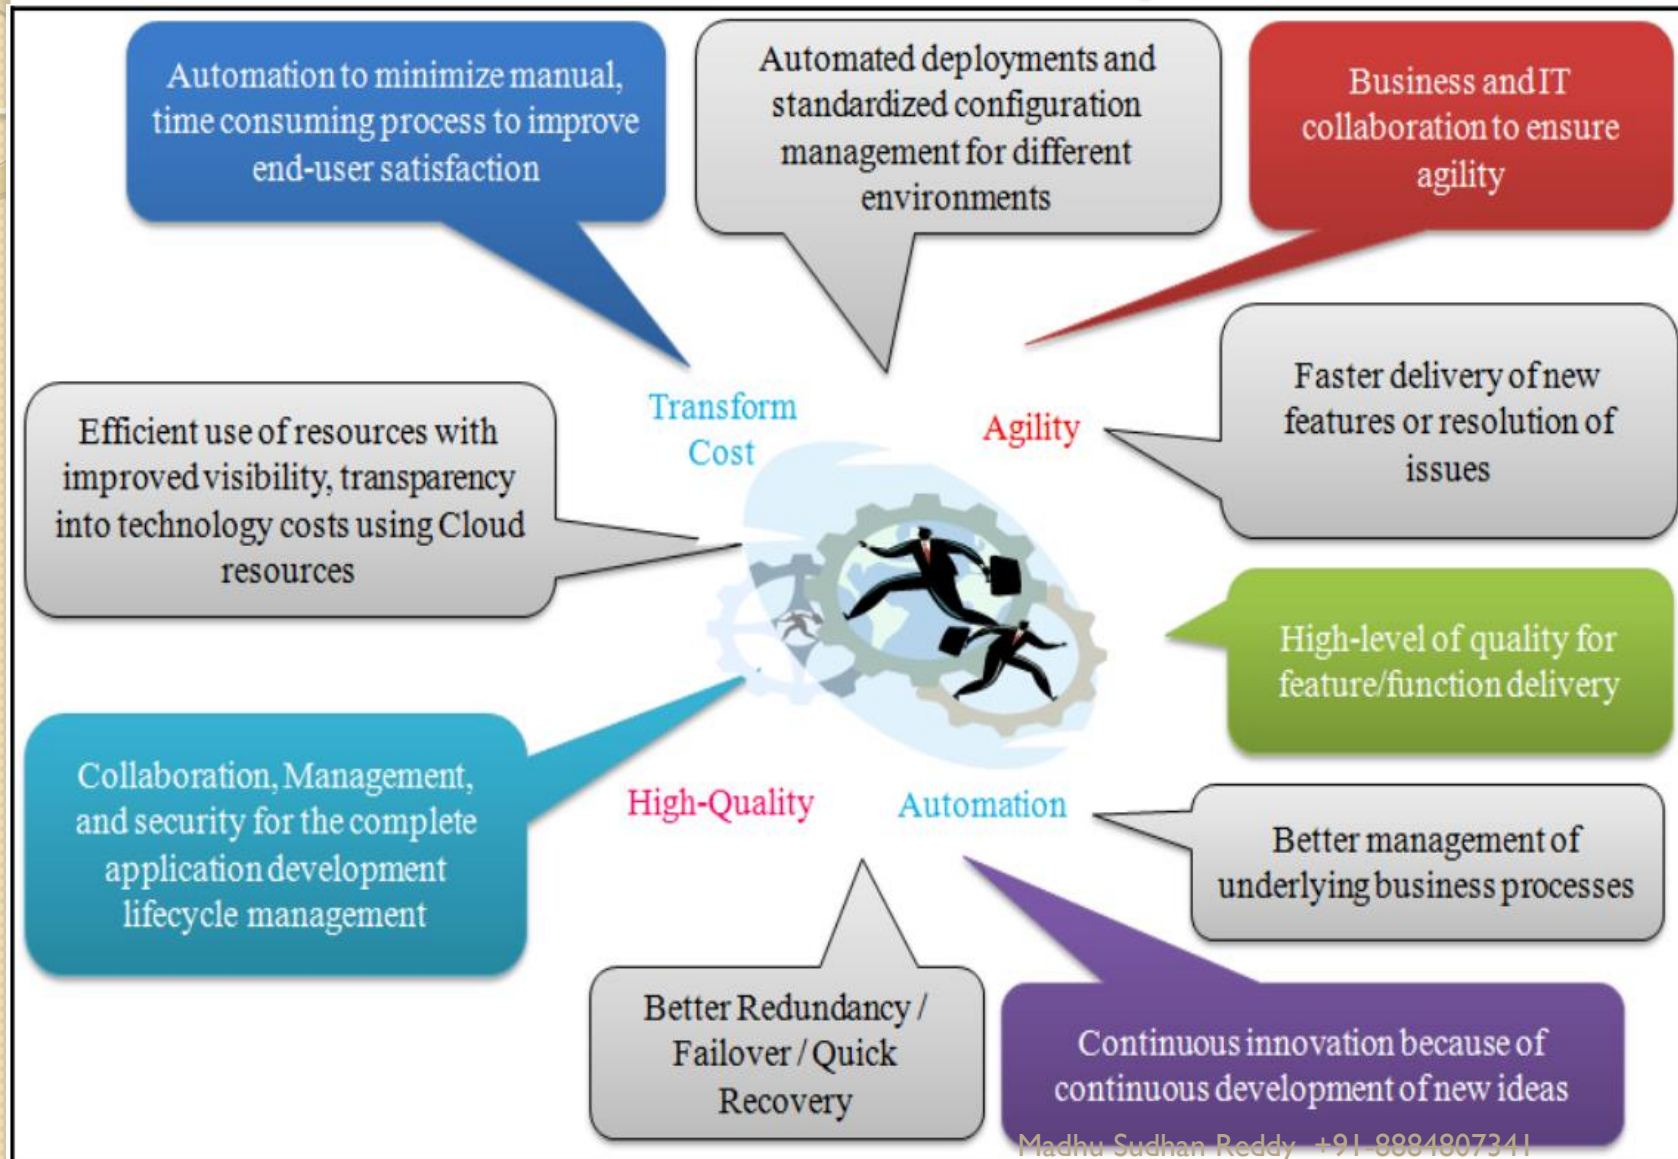 Automation to minimize manual,
time consuming process to improve
end-user satisfaction
Automated deployments and
standardized configuration
management for different
environments
Business and IT
collaboration to ensure
agility
Efficient use of resources with
improved visibility, transparency
into technology costs using Cloud
resources
Transform
Cost
Agility
Faster delivery of new
features or resolution of
issues
High-level of quality for
feature/function delivery
Collaboration, Management,
and security for the complete
application development
lifecycle management
High-Quality
Automation
Better management of
underlying business processes
Better Redundancy /
Failover / Quick
Recovery
Continuous innovation because of
continuous development of new ideas
Madhu Sudhan Reddy +91-8884807341